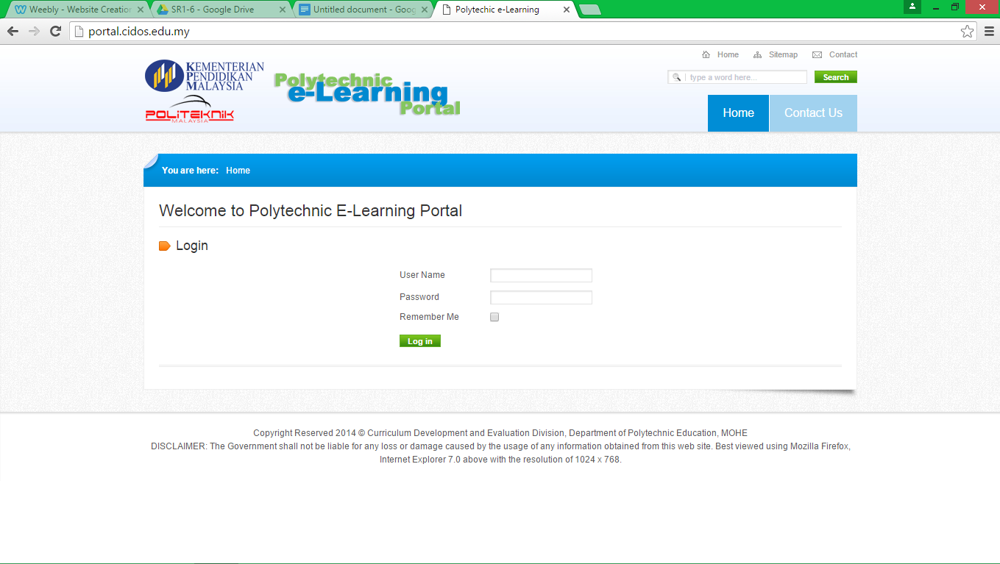 Weebly - Website Creation
SR1-6 - Google Drive
Untitled document - Goog
Polytechic e-Learning
portal.cidos.edu.my
KEMENTERIAN
PENDIDIKAN
MALAYSIA
POLITEKNIK
MALAYSIA
Polytechnic
e-Learning
Portal
Home Sitemap Contact
type a word here... Search
Home Contact Us
You are here: Home
Welcome to Polytechnic E-Learning Portal
Login
User Name
Password
Remember Me
Log in
Copyright Reserved 2014 © Curriculum Development and Evaluation Division, Department of Polytechnic Education, MOHE
DISCLAIMER: The Government shall not be liable for any loss or damage caused by the usage of any information obtained from this web site. Best viewed using Mozilla Firefox,
Internet Explorer 7.0 above with the resolution of 1024 x 768.